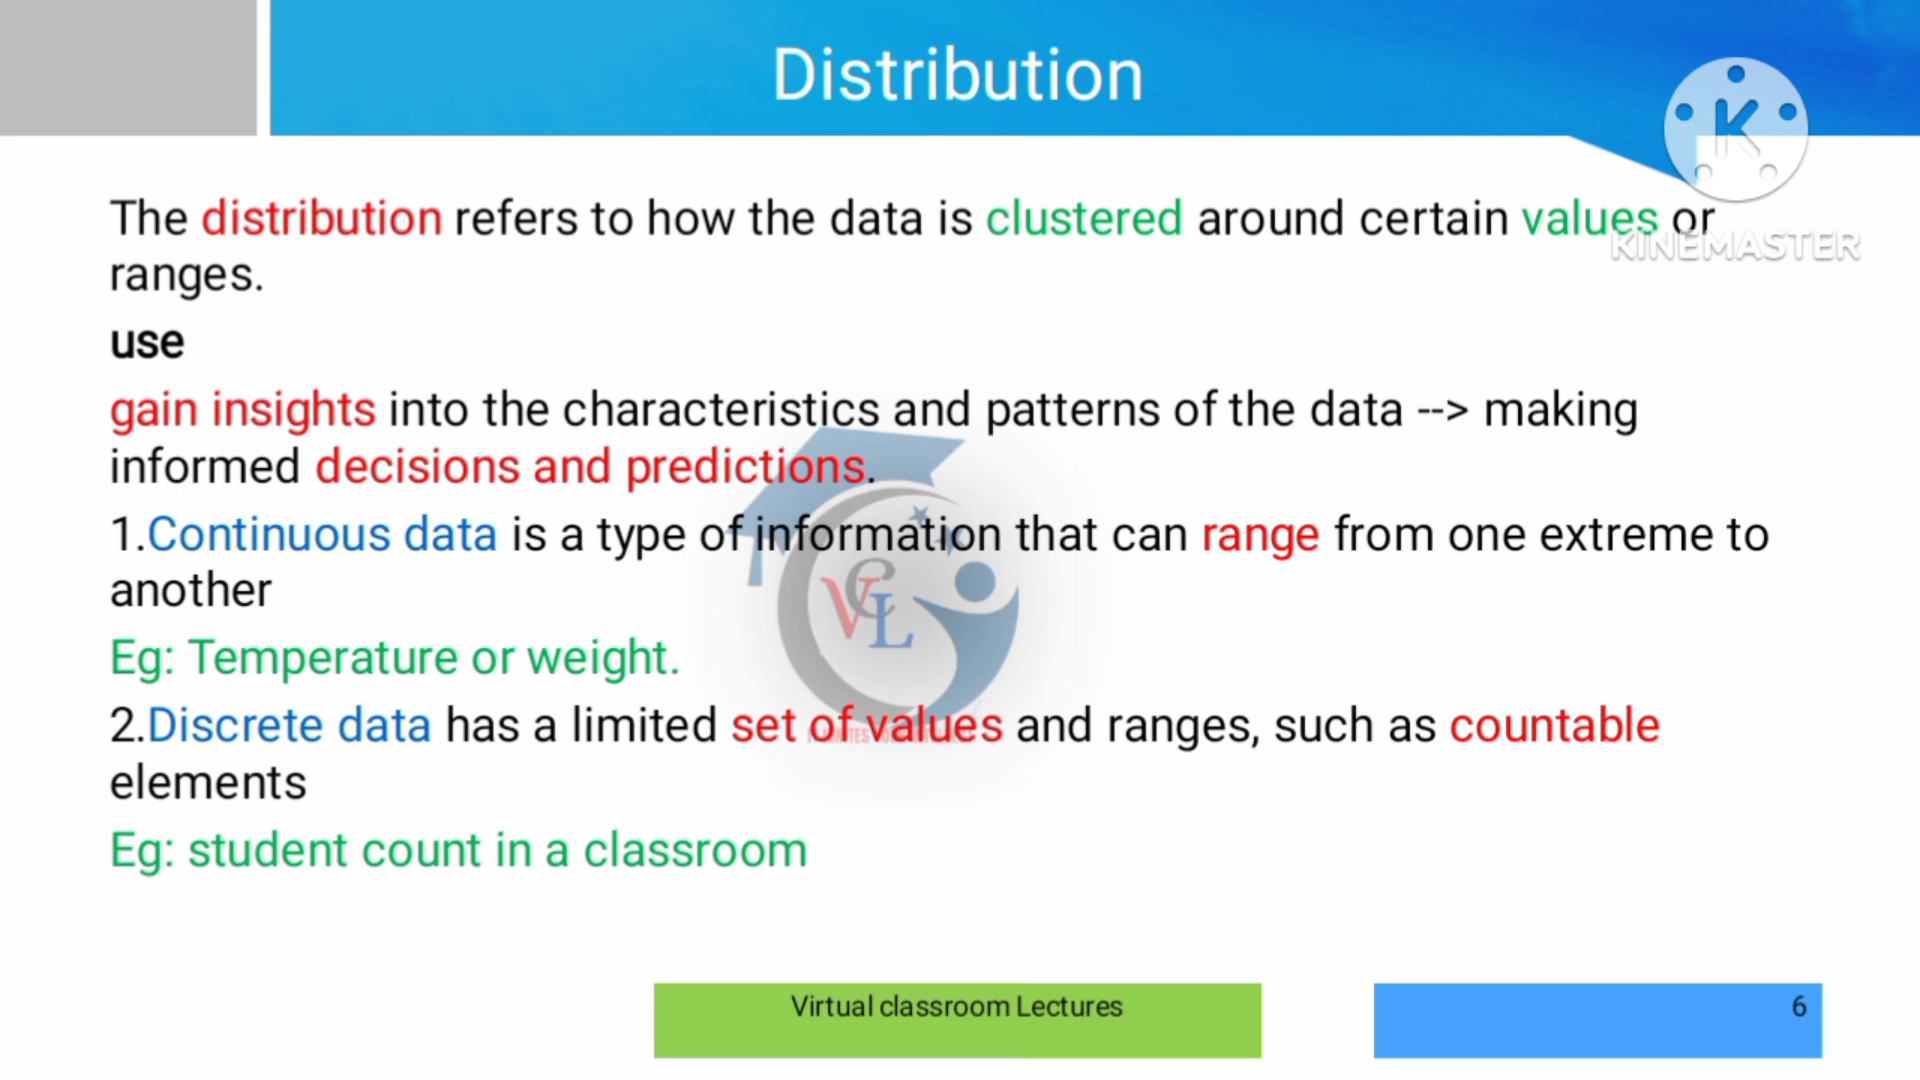 Distribution
The distribution refers to how the data is clustered around certain values or
ranges.
KINEMASTER
use
gain insights into the characteristics and patterns of the data --> making
informed decisions and predictions.
1.Continuous data is a type of information that can range from one extreme to
another
Eg: Temperature or weight.
VCL
2.Discrete data has a limited set of values and ranges, such as countable
elements
Eg: student count in a classroom
Virtual classroom Lectures
6